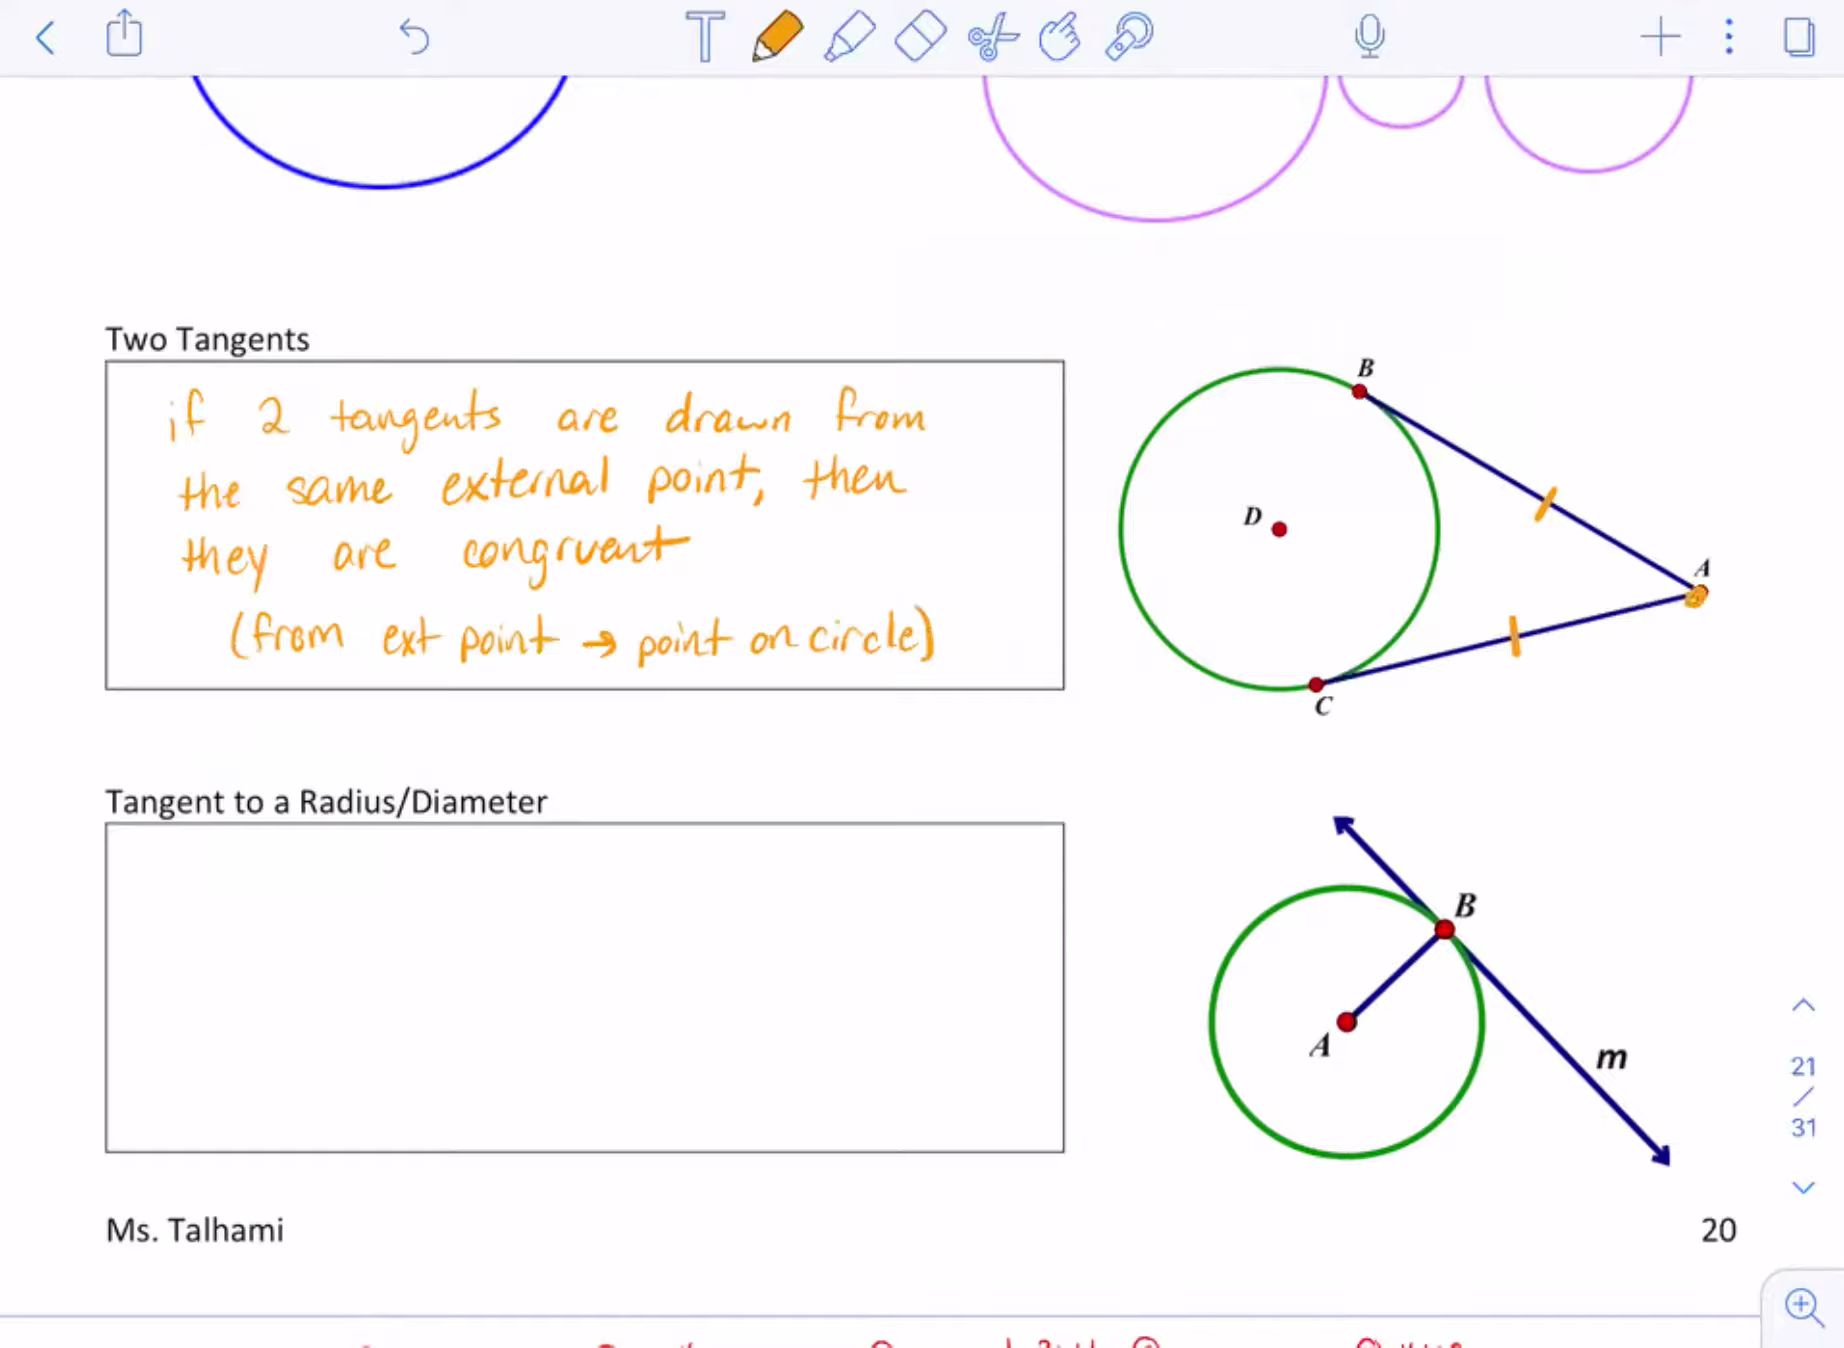 Two Tangents
if 2 tangents are drawn from
the same external point, then
they are congruent
(from ext point → point on circle)
B
D
A
C
Tangent to a Radius/Diameter
B
A
m
21
/
31
Ms. Talhami
20